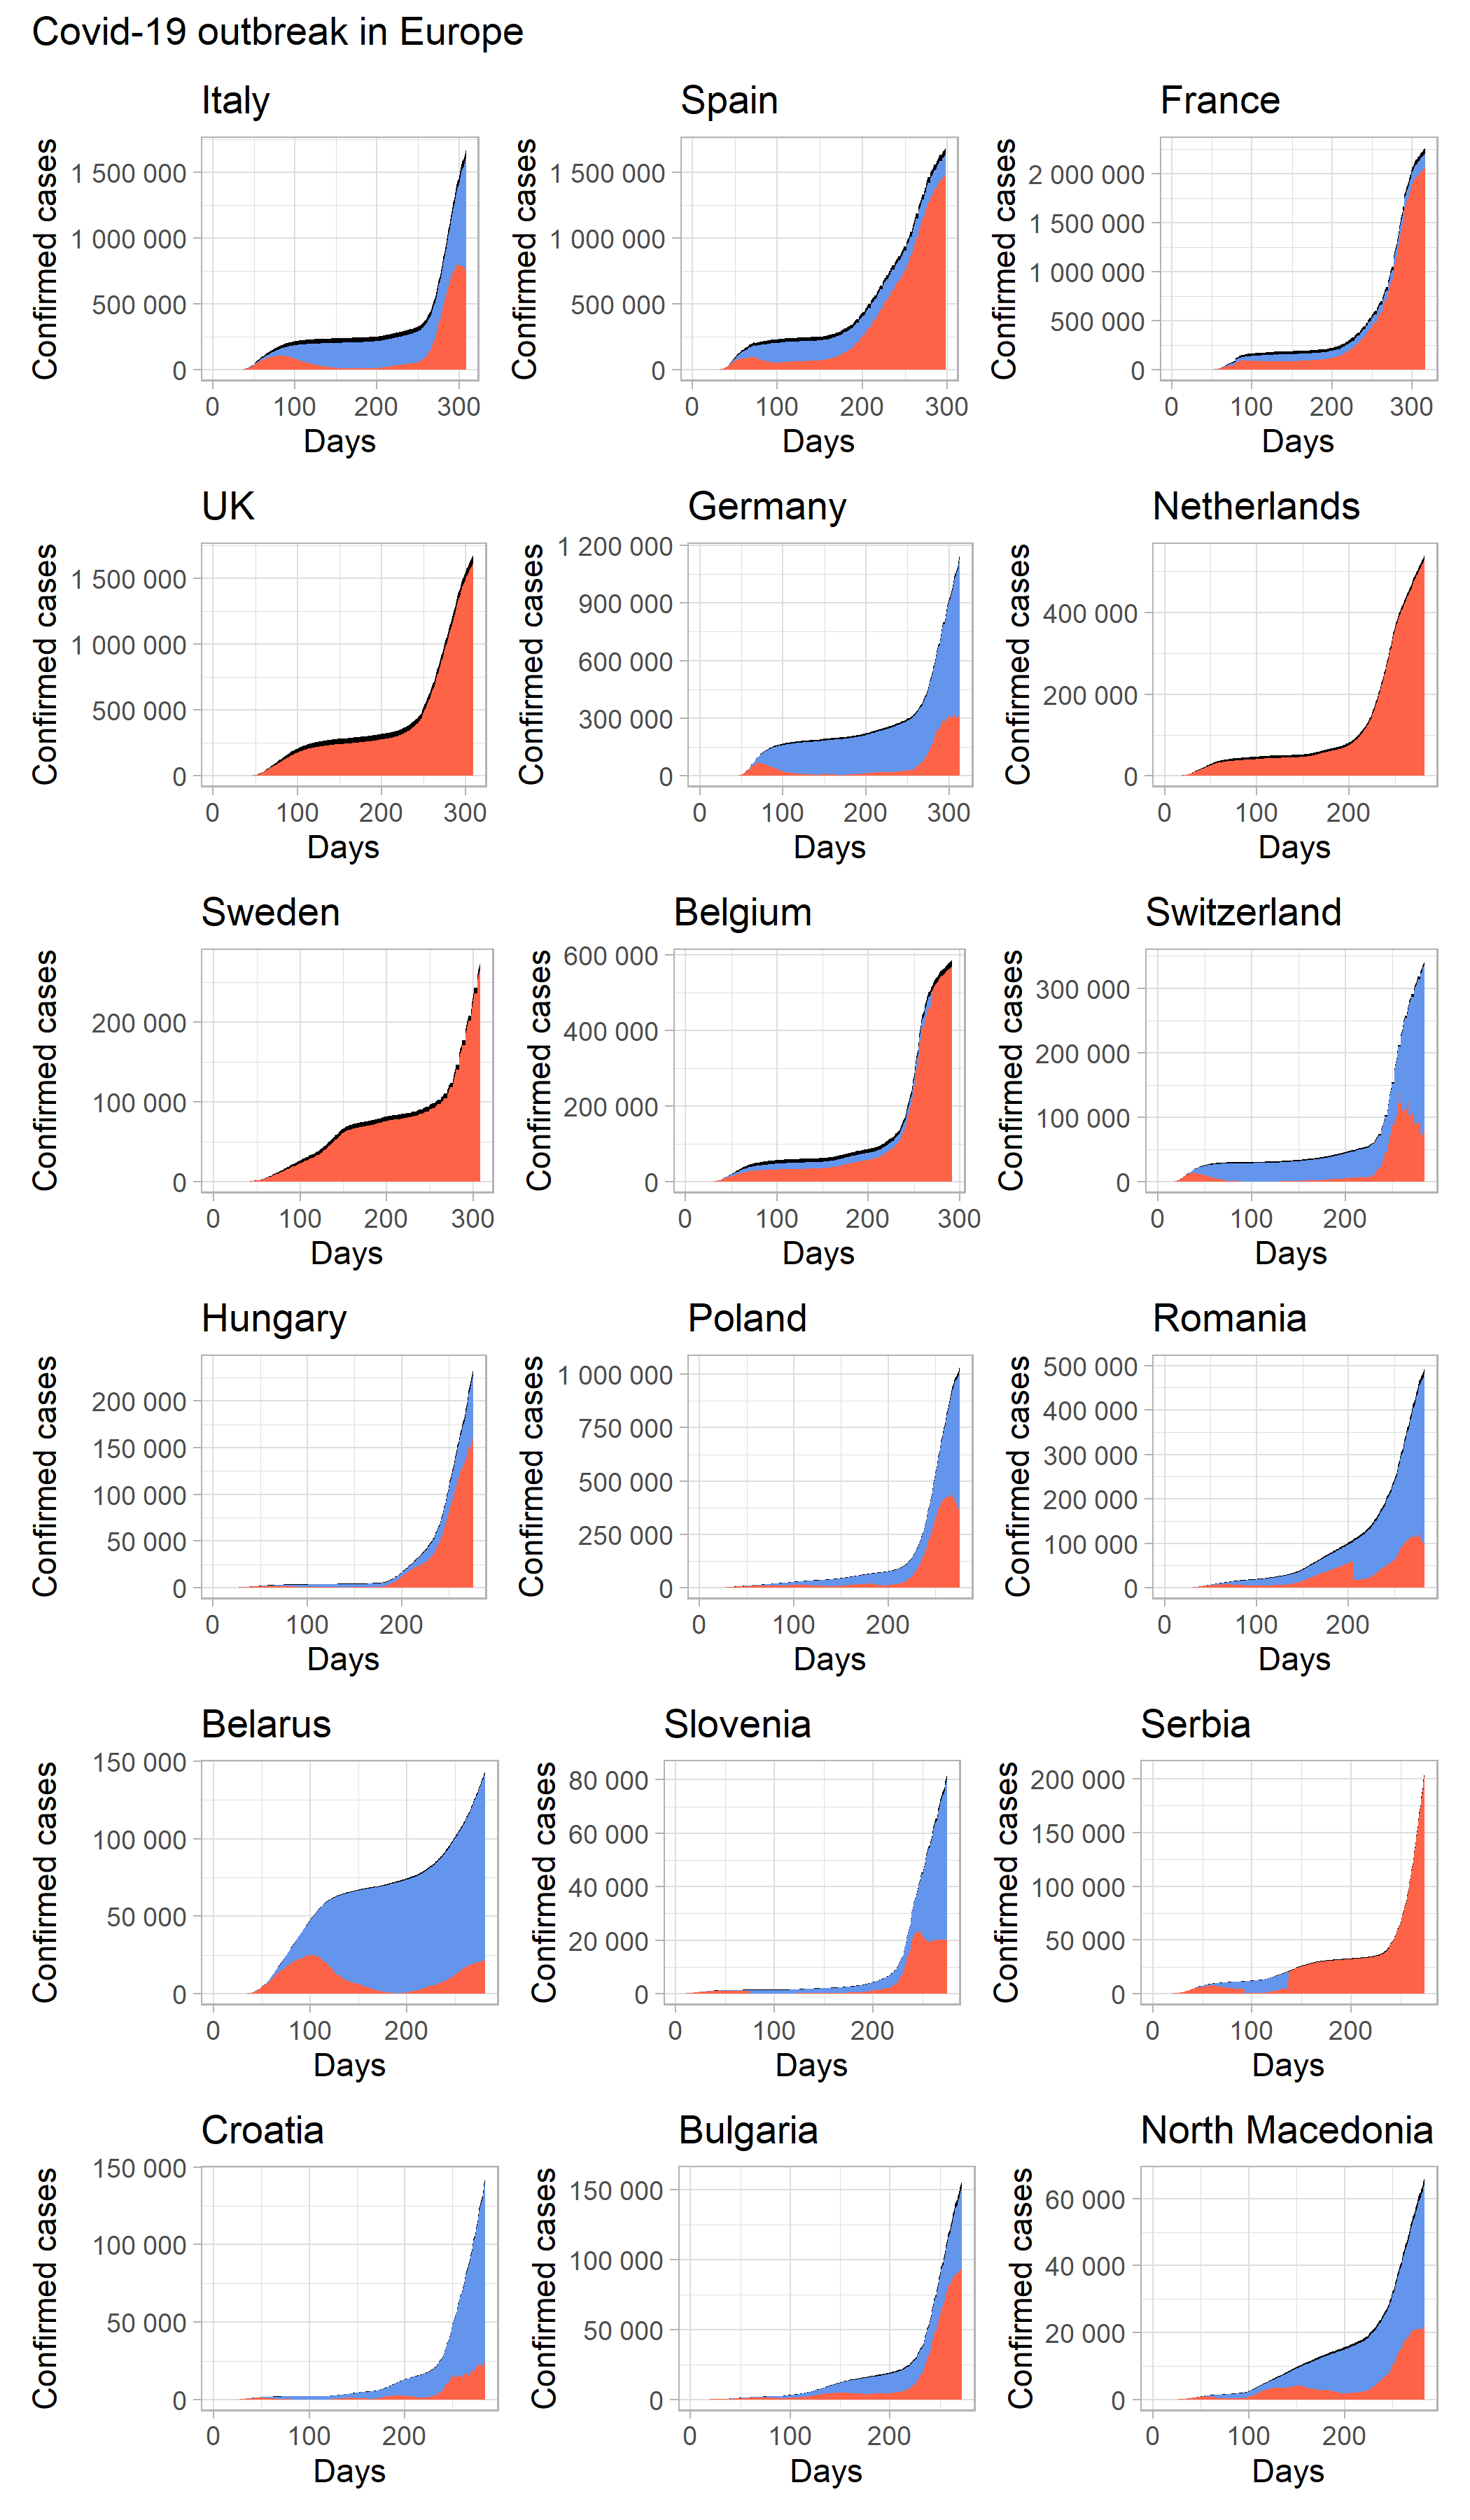 Covid-19 outbreak in Europe
Italy
Confirmed cases
1 500 000
1 000 000
500 000
0
0 100 200 300
Days
Spain
Confirmed cases
1 500 000
1 000 000
500 000
0
0 100 200 300
Days
France
Confirmed cases
2 000 000
1 500 000
1 000 000
500 000
0
0 100 200 300
Days
UK
Confirmed cases
1 500 000
1 000 000
500 000
0
0 100 200 300
Days
Germany
Confirmed cases
1 200 000
900 000
600 000
300 000
0
0 100 200 300
Days
Netherlands
Confirmed cases
400 000
200 000
0
0 100 200
Days
Sweden
Confirmed cases
200 000
100 000
0
0 100 200 300
Days
Belgium
Confirmed cases
600 000
400 000
200 000
0
0 100 200 300
Days
Switzerland
Confirmed cases
300 000
200 000
100 000
0
0 100 200
Days
Hungary
Confirmed cases
200 000
150 000
100 000
50 000
0
0 100 200
Days
Poland
Confirmed cases
1 000 000
750 000
500 000
250 000
0
0 100 200
Days
Romania
Confirmed cases
500 000
400 000
300 000
200 000
100 000
0
0 100 200
Days
Belarus
Confirmed cases
150 000
100 000
50 000
0
0 100 200
Days
Slovenia
Confirmed cases
80 000
60 000
40 000
20 000
0
0 100 200
Days
Serbia
Confirmed cases
200 000
150 000
100 000
50 000
0
0 100 200
Days
Croatia
Confirmed cases
150 000
100 000
50 000
0
0 100 200
Days
Bulgaria
Confirmed cases
150 000
100 000
50 000
0
0 100 200
Days
North Macedonia
Confirmed cases
60 000
40 000
20 000
0
0 100 200
Days